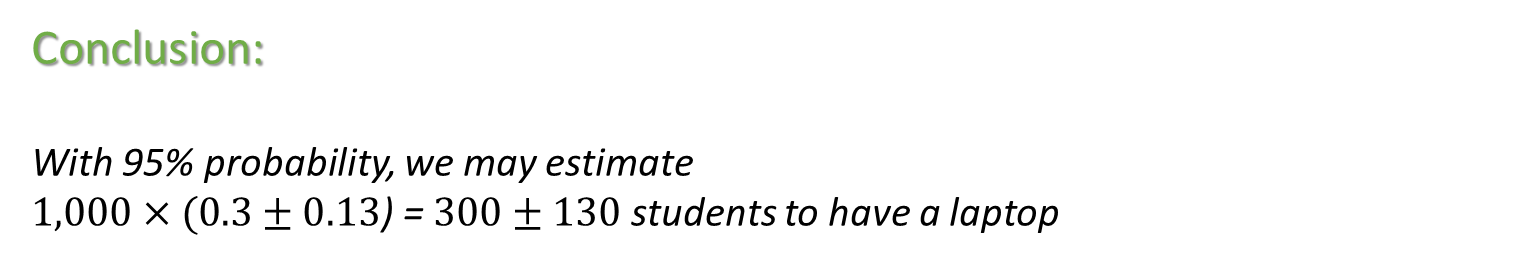 Conclusion:
With 95% probability, we may estimate
1,000 × (0.3 ± 0.13) = 300 ± 130 students to have a laptop